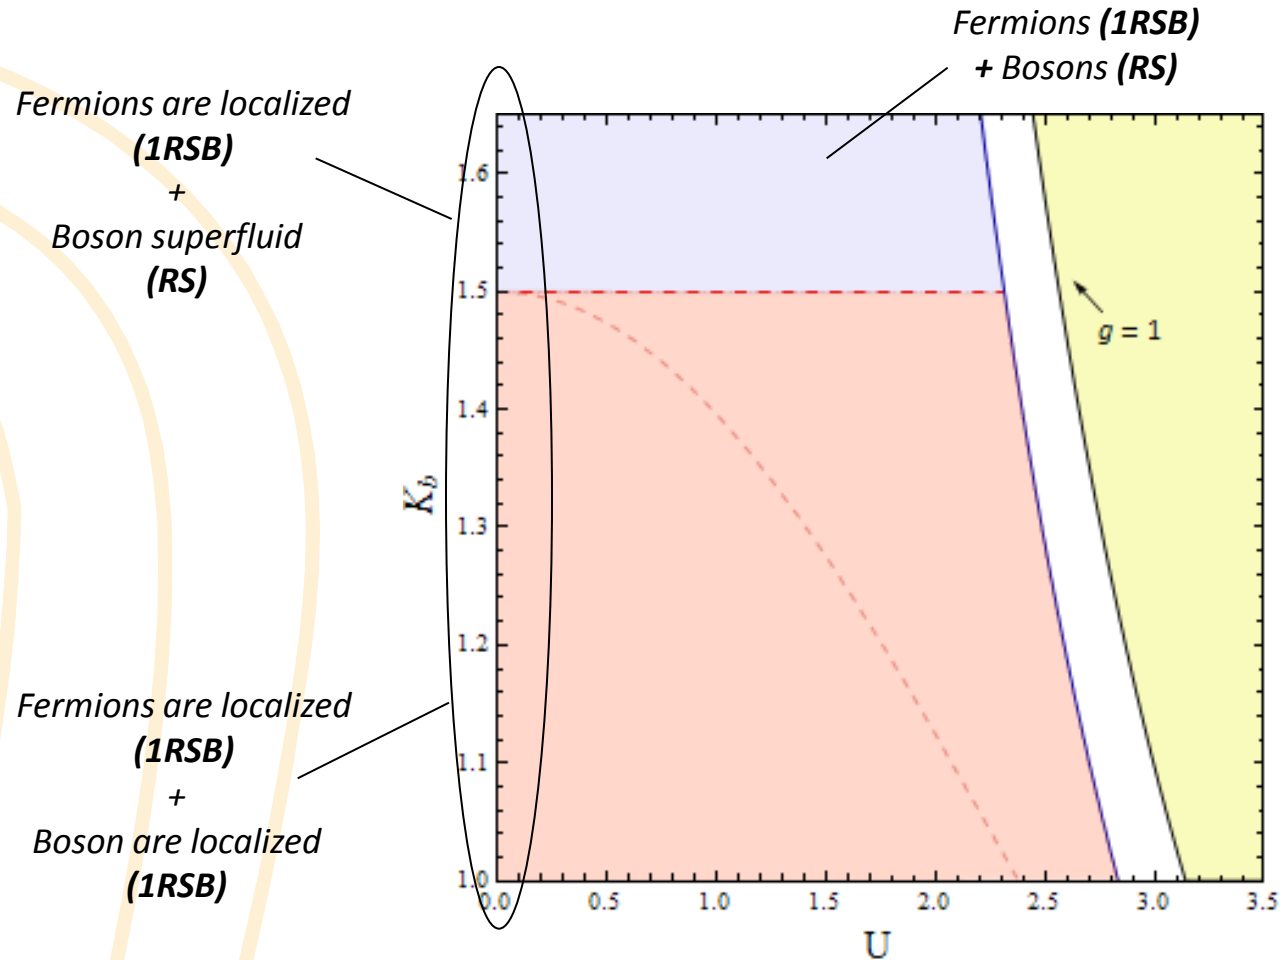 Fermions (1RSB)
+ Bosons (RS)
Fermions are localized
(1RSB)
+
Boson superfluid
(RS)
Fermions are localized
(1RSB)
+
Boson are localized
(1RSB)
1.6
1.5
1.4
1.3
1.2
1.1
1.0
K_b
g = 1
0.0 0.5 1.0 1.5 2.0 2.5 3.0 3.5
U